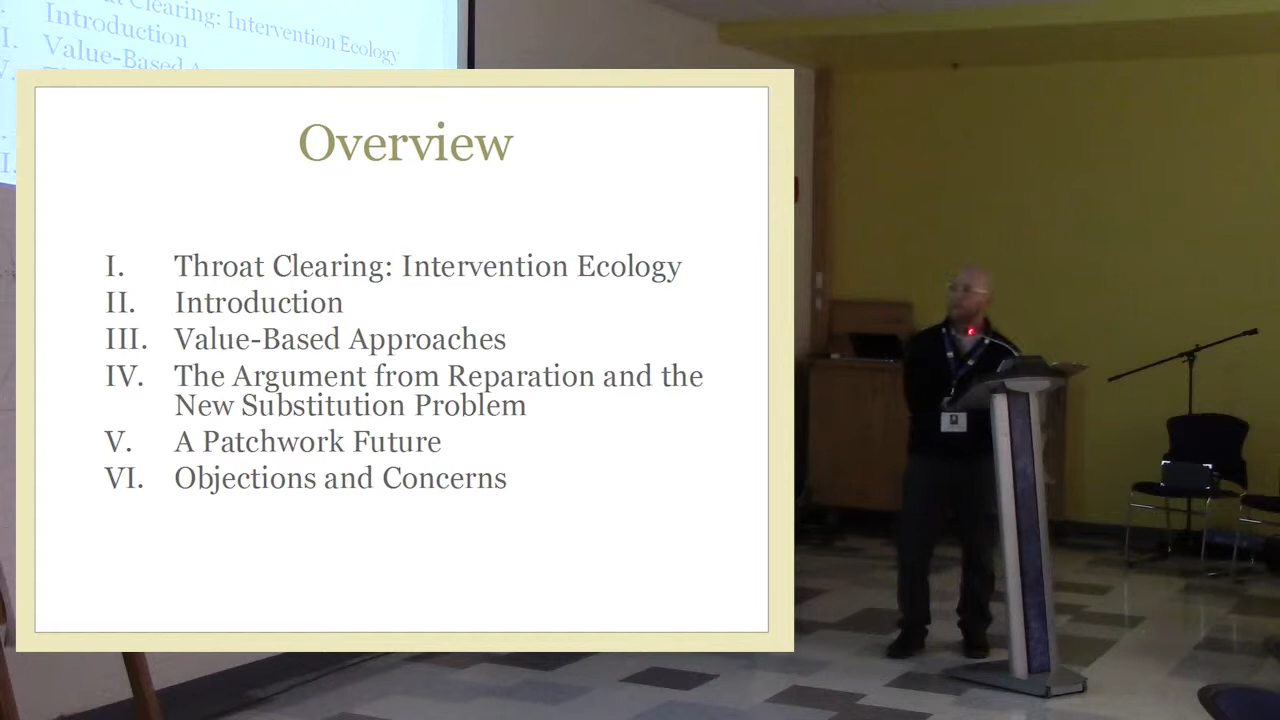 Clearing: Intervention Ecology
Introduction
Value-Based
Overview
I. Throat Clearing: Intervention Ecology
II. Introduction
III. Value-Based Approaches
IV. The Argument from Reparation and the
New Substitution Problem
V. A Patchwork Future
VI. Objections and Concerns